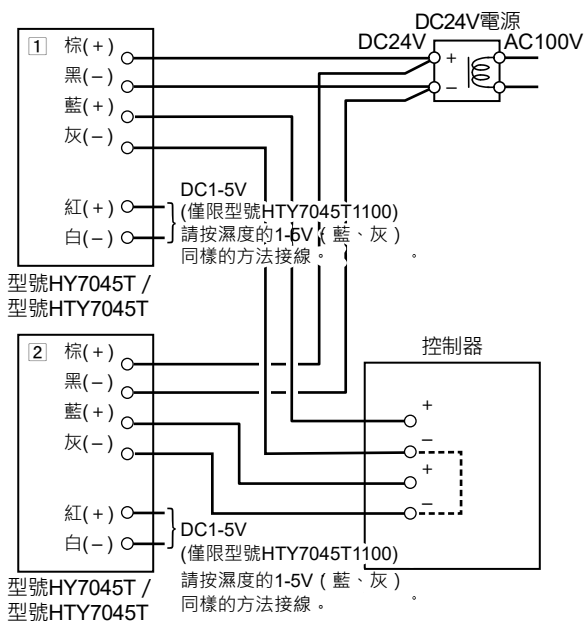 DC24V電源
DC24V AC100V
1 棕(+) + 
黑(−) −
藍(+)
灰(−)
DC1-5V
紅(+) (僅限型號HTY7045T1100)
白(−) 請按濕度的1-5V(藍、灰)
同樣的方法接線。
型號HY7045T /
型號HTY7045T
控制器
2 棕(+)
黑(−)
藍(+) +
灰(−) −
+
−
紅(+) DC1-5V
白(−) (僅限型號HTY7045T1100)
請按濕度的1-5V(藍、灰)
同樣的方法接線。
型號HY7045T /
型號HTY7045T